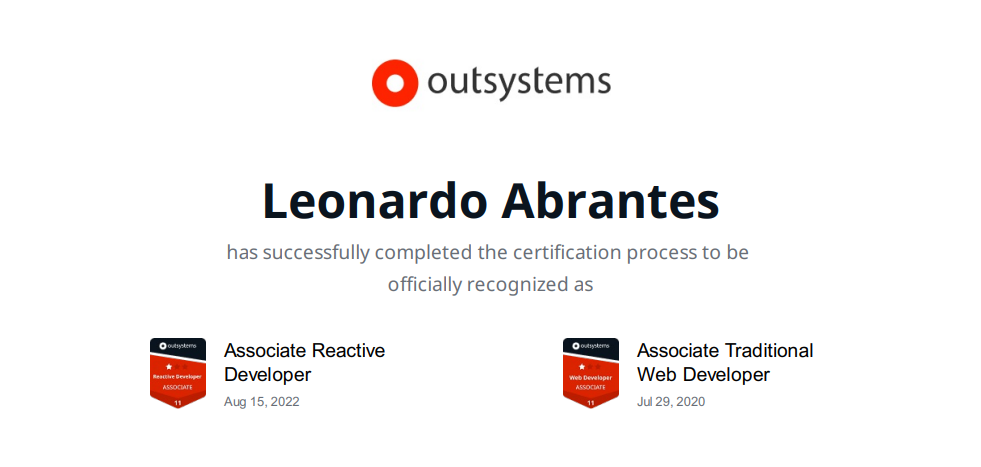 outsystems
Leonardo Abrantes
has successfully completed the certification process to be
officially recognized as
outsystems
Reactive Developer
ASSOCIATE
11
Associate Reactive
Developer
Aug 15, 2022
outsystems
Web Developer
ASSOCIATE
11
Associate Traditional
Web Developer
Jul 29, 2020